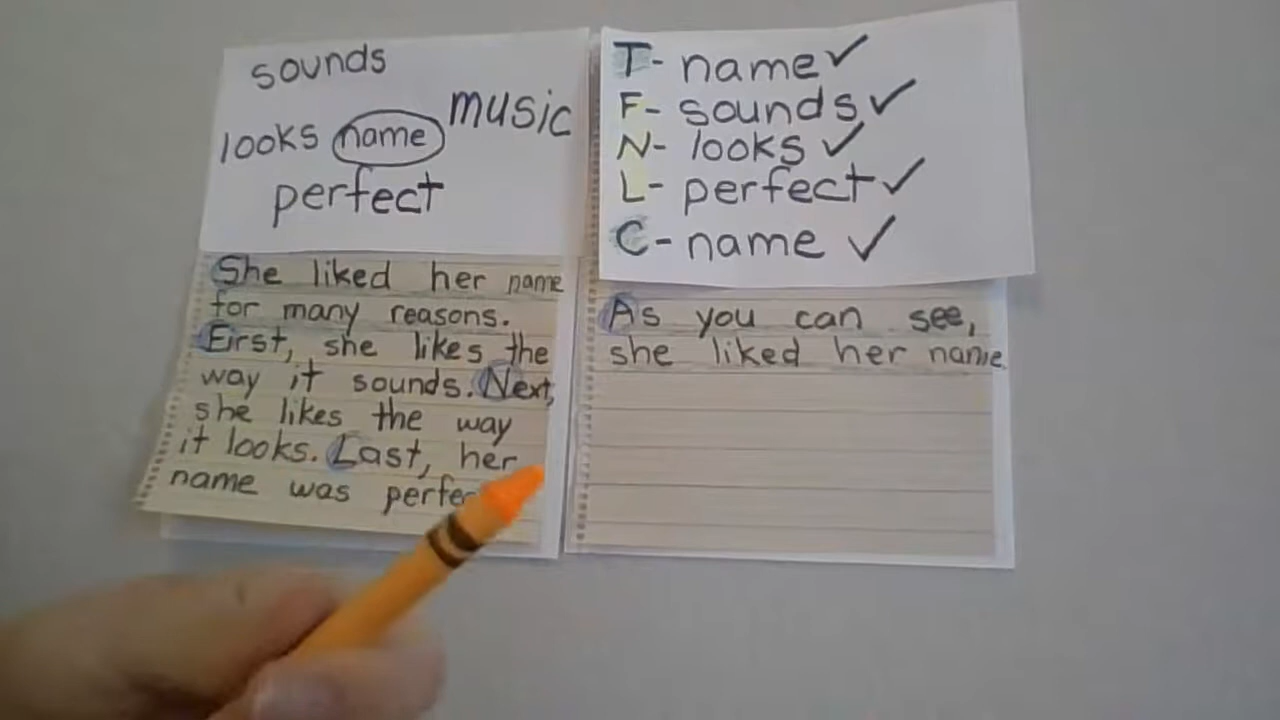 sounds
music
looks name
perfect
She liked her name
for many reasons.
First, she likes the
way it sounds. Next,
she likes the way
it looks. Last, her
name was
T- name ✓
F- sounds ✓
N- looks ✓
L- perfect ✓
C- name ✓
As you can see,
she liked her name